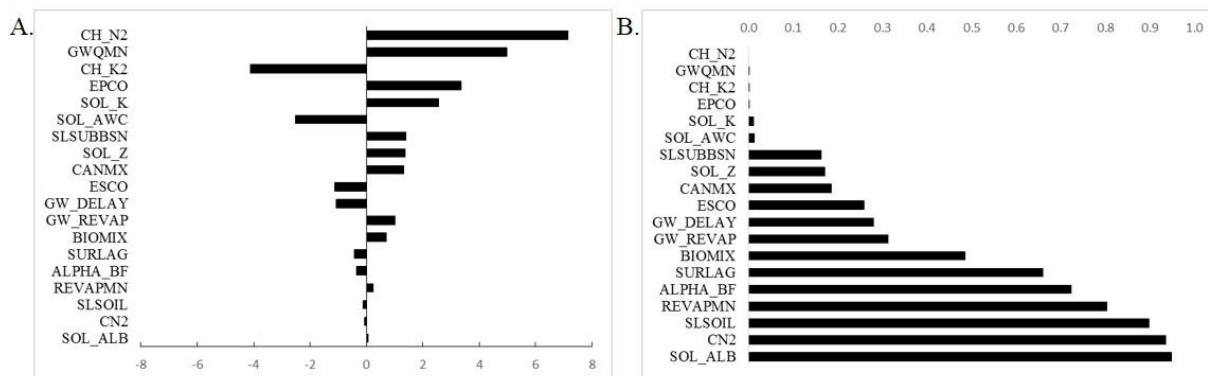 A.
CH_N2
GWQMN
CH_K2
EPCO
SOL_K
SOL_AWC
SLSUBBSN
SOL_Z
CANMX
ESCO
GW_DELAY
GW_REVAP
BIOMIX
SURLAG
ALPHA_BF
REVAPMN
SLSOIL
CN2
SOL_ALB
-8 -6 -4 -2 0 2 4 6 8
B.
0.0 0.1 0.2 0.3 0.4 0.5 0.6 0.7 0.8 0.9 1.0
CH_N2
GWQMN
CH_K2
EPCO
SOL_K
SOL_AWC
SLSUBBSN
SOL_Z
CANMX
ESCO
GW_DELAY
GW_REVAP
BIOMIX
SURLAG
ALPHA_BF
REVAPMN
SLSOIL
CN2
SOL_ALB